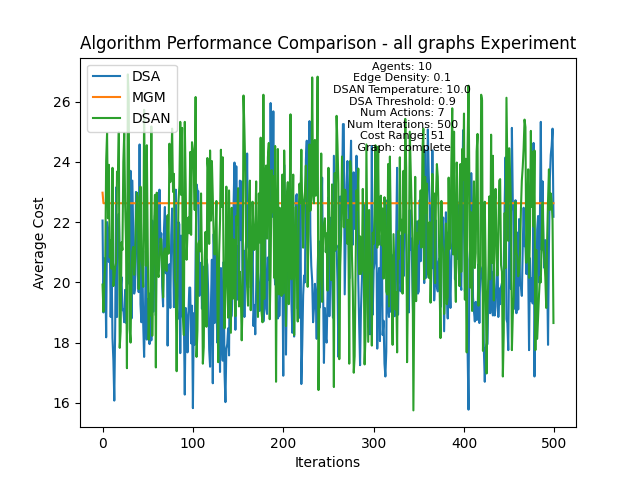 Algorithm Performance Comparison - all graphs Experiment
DSA
MGM
DSAN
Agents: 10
Edge Density: 0.1
DSAN Temperature: 10.0
DSA Threshold: 0.9
Num Actions: 7
Num Iterations: 500
Cost Range: 51
Graph: complete
Average Cost
26
24
22
20
18
16
0
100
200
300
400
500
Iterations